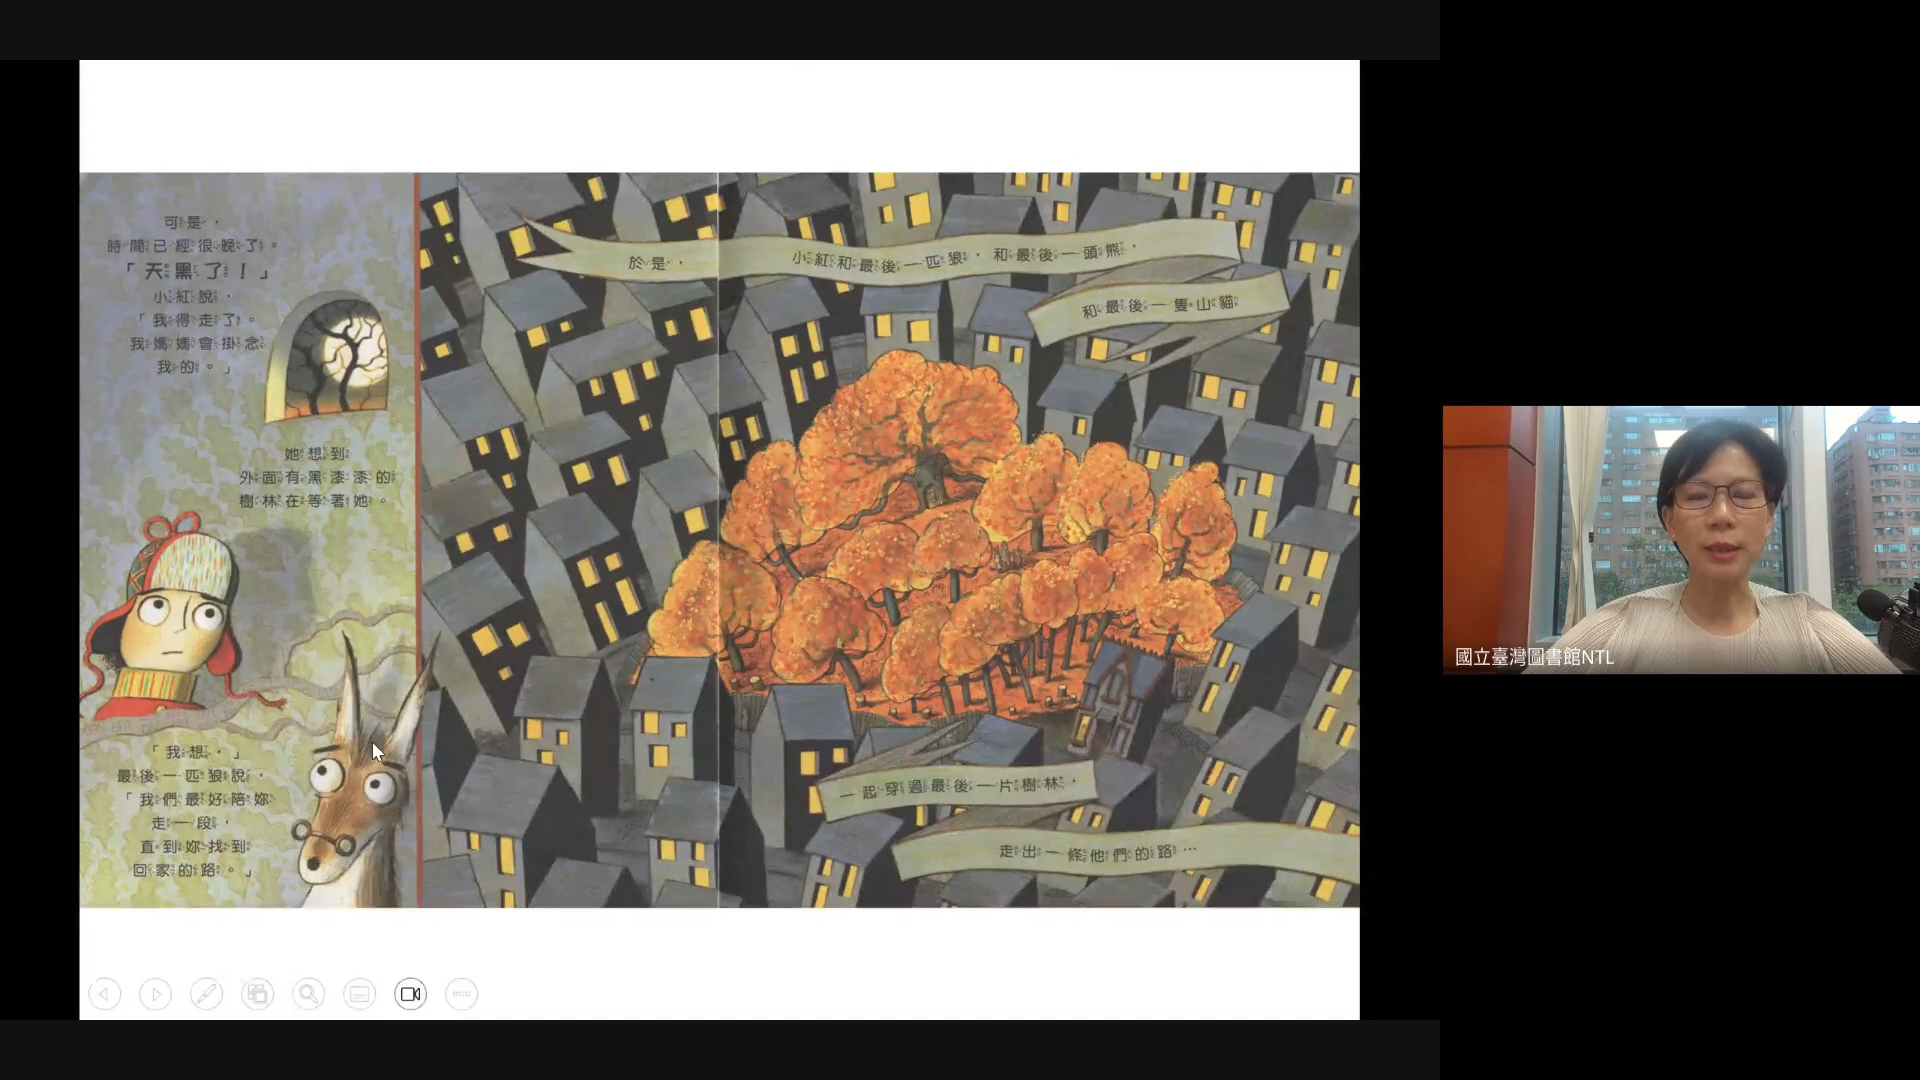 可是，
時間已經很晚了。
「天黑了！」
小紅說，
「我得走了。
我媽媽會掛念
我的。」
她想到
外面有黑漆漆的
樹林在等著她。
「我想，」
最後一匹狼說，
「我們最好陪妳
走一段，
直到妳找到
回家的路。」
於是，
小紅和最後一匹狼，和最後一頭熊，
和最後一隻山貓
一起穿過最後一片樹林，
走出一條他們的路…
國立臺灣圖書館NTL